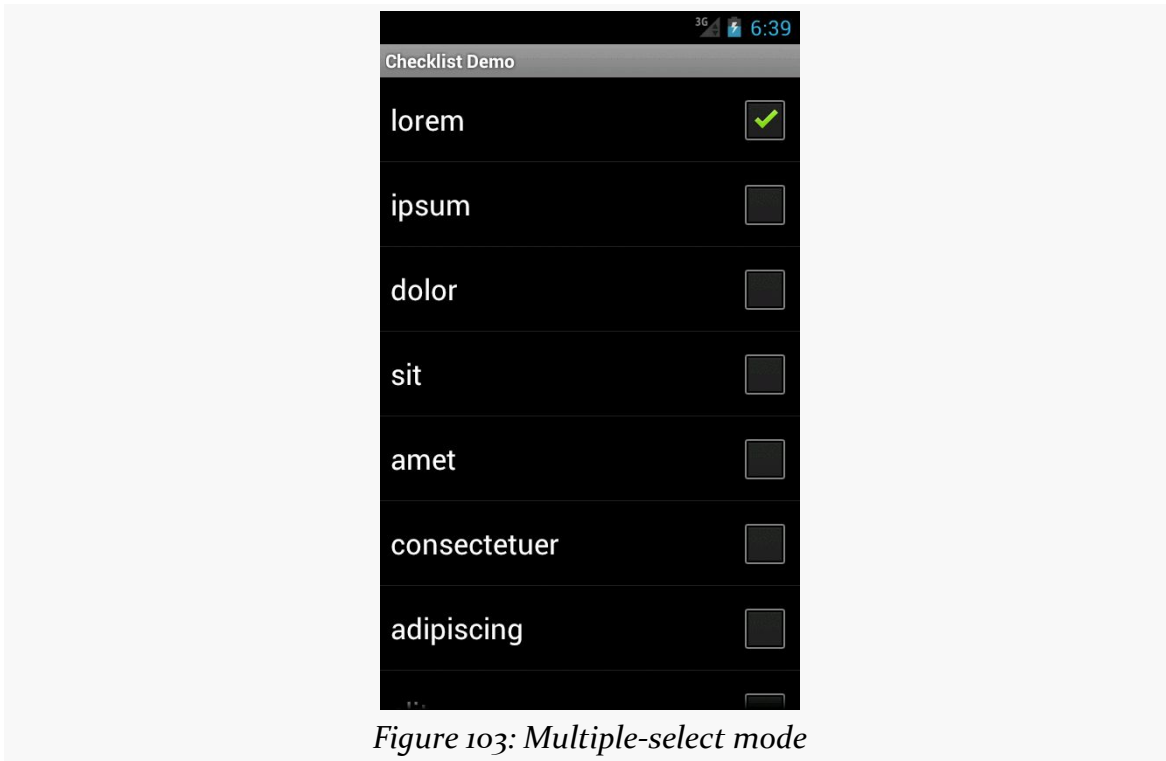 3G 6:39
Checklist Demo
lorem
ipsum
dolor
sit
amet
consectetuer
adipiscing
Figure 103: Multiple-select mode